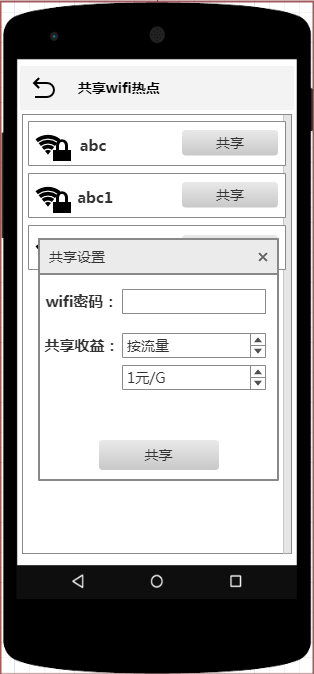 共享wifi热点
abc 共享
abc1 共享
共享设置 ×
wifi密码：
共享收益： 按流量
1元/G
共享